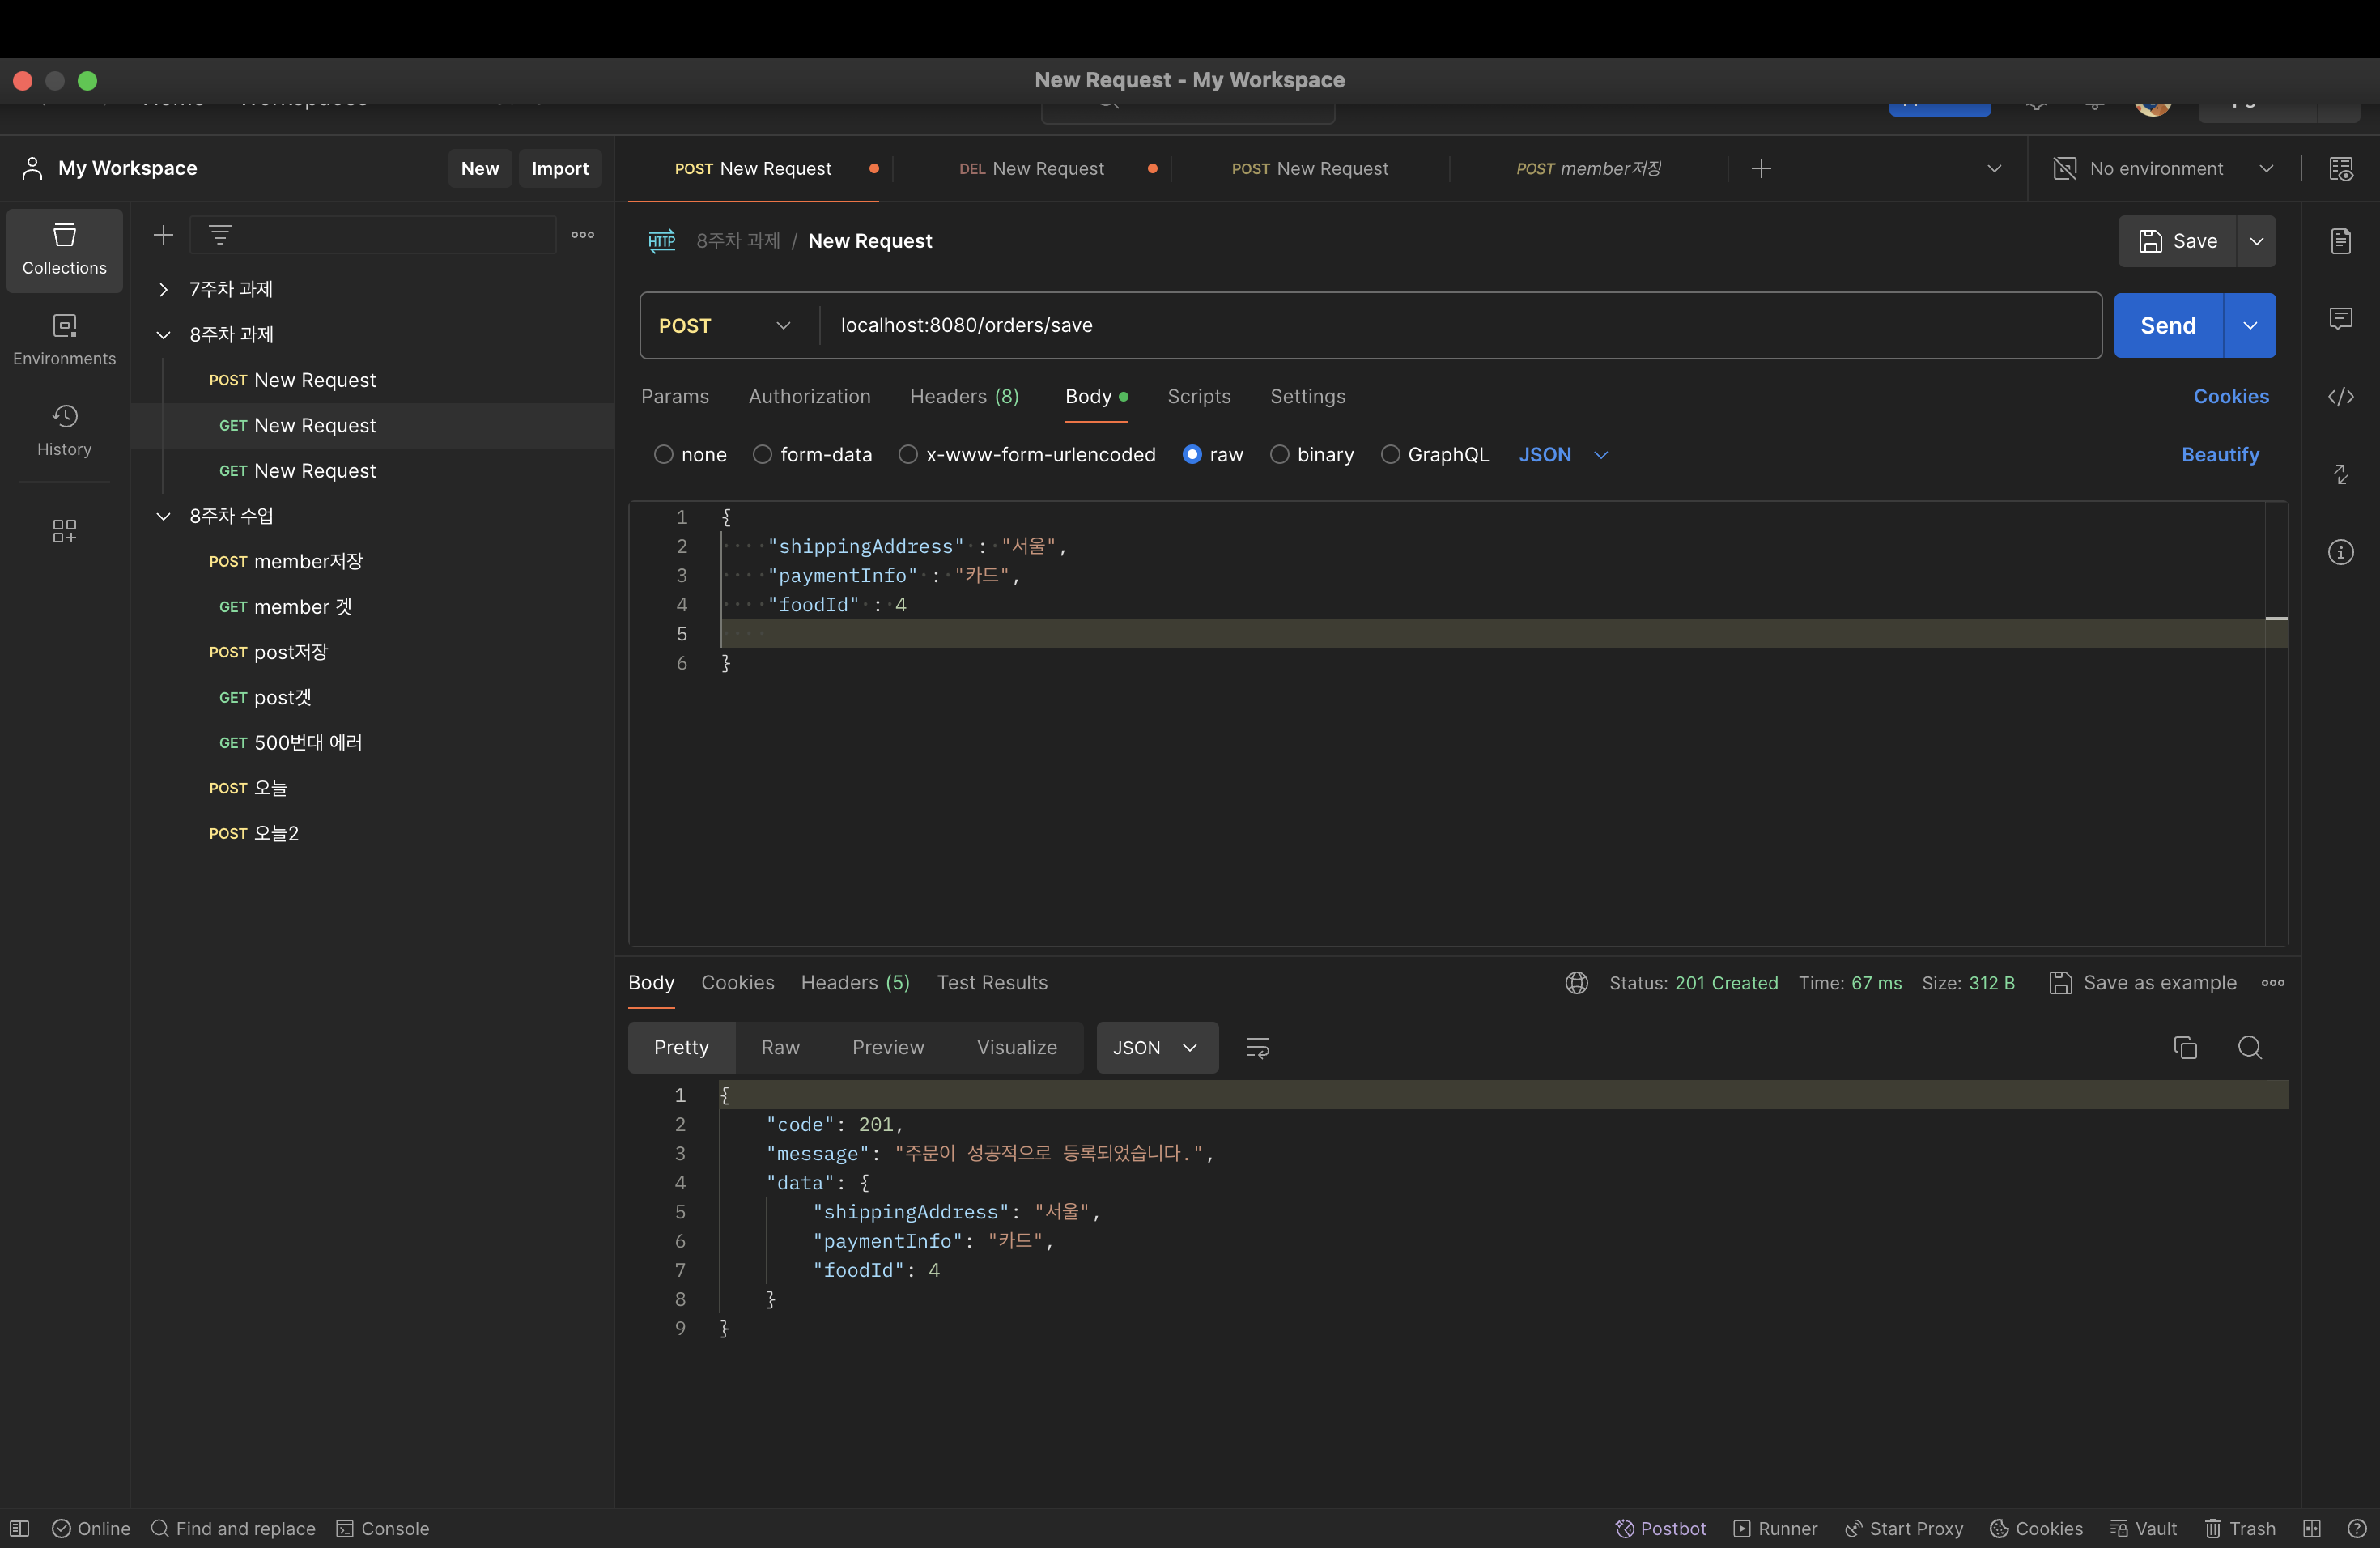 New Request - My Workspace
My Workspace
New
Import
POST New Request
DEL New Request
POST New Request
POST member저장
No environment
Collections
Environments
History
7주차 과제
8주차 과제
POST New Request
GET New Request
GET New Request
8주차 수업
POST member저장
GET member 겟
POST post저장
GET post겟
GET 500번대 에러
POST 오늘
POST 오늘2
HTTP 8주차 과제 / New Request
Save
POST localhost:8080/orders/save
Send
Params Authorization Headers (8) Body Scripts Settings Cookies
none form-data x-www-form-urlencoded raw binary GraphQL JSON Beautify
1 {
2 "shippingAddress" : "서울",
3 "paymentInfo" : "카드",
4 "foodId" : 4
5
6 }
Body Cookies Headers (5) Test Results Status: 201 Created Time: 67 ms Size: 312 B Save as example
Pretty Raw Preview Visualize JSON
1 {
2 "code": 201,
3 "message": "주문이 성공적으로 등록되었습니다.",
4 "data": {
5 "shippingAddress": "서울",
6 "paymentInfo": "카드",
7 "foodId": 4
8 }
9 }
Online Find and replace Console Postbot Runner Start Proxy Cookies Vault Trash